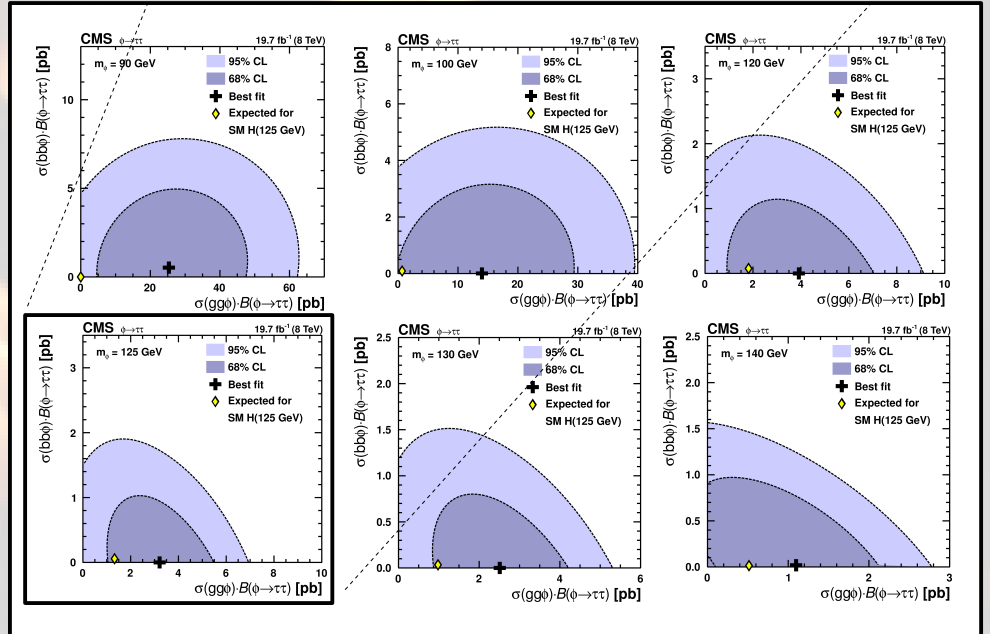 CMS φ→ττ 19.7 fb⁻¹ (8 TeV)
m_φ = 90 GeV
95% CL
68% CL
Best fit
Expected for
SM H(125 GeV)
σ(bbφ)·B(φ→ττ) [pb]
10
5
0
0 20 40 60
σ(ggφ)·B(φ→ττ) [pb]
CMS φ→ττ 19.7 fb⁻¹ (8 TeV)
m_φ = 100 GeV
95% CL
68% CL
Best fit
Expected for
SM H(125 GeV)
σ(bbφ)·B(φ→ττ) [pb]
8
6
4
2
0
0 10 20 30 40
σ(ggφ)·B(φ→ττ) [pb]
CMS φ→ττ 19.7 fb⁻¹ (8 TeV)
m_φ = 120 GeV
95% CL
68% CL
Best fit
Expected for
SM H(125 GeV)
σ(bbφ)·B(φ→ττ) [pb]
3
2
1
0
0 2 4 6 8 10
σ(ggφ)·B(φ→ττ) [pb]
CMS φ→ττ 19.7 fb⁻¹ (8 TeV)
m_φ = 125 GeV
95% CL
68% CL
Best fit
Expected for
SM H(125 GeV)
σ(bbφ)·B(φ→ττ) [pb]
3
2
1
0
0 2 4 6 8 10
σ(ggφ)·B(φ→ττ) [pb]
CMS φ→ττ 19.7 fb⁻¹ (8 TeV)
m_φ = 130 GeV
95% CL
68% CL
Best fit
Expected for
SM H(125 GeV)
σ(bbφ)·B(φ→ττ) [pb]
2.5
2.0
1.5
1.0
0.5
0.0
0 2 4 6
σ(ggφ)·B(φ→ττ) [pb]
CMS φ→ττ 19.7 fb⁻¹ (8 TeV)
m_φ = 140 GeV
95% CL
68% CL
Best fit
Expected for
SM H(125 GeV)
σ(bbφ)·B(φ→ττ) [pb]
2.5
2.0
1.5
1.0
0.5
0.0
0 1 2 3
σ(ggφ)·B(φ→ττ) [pb]